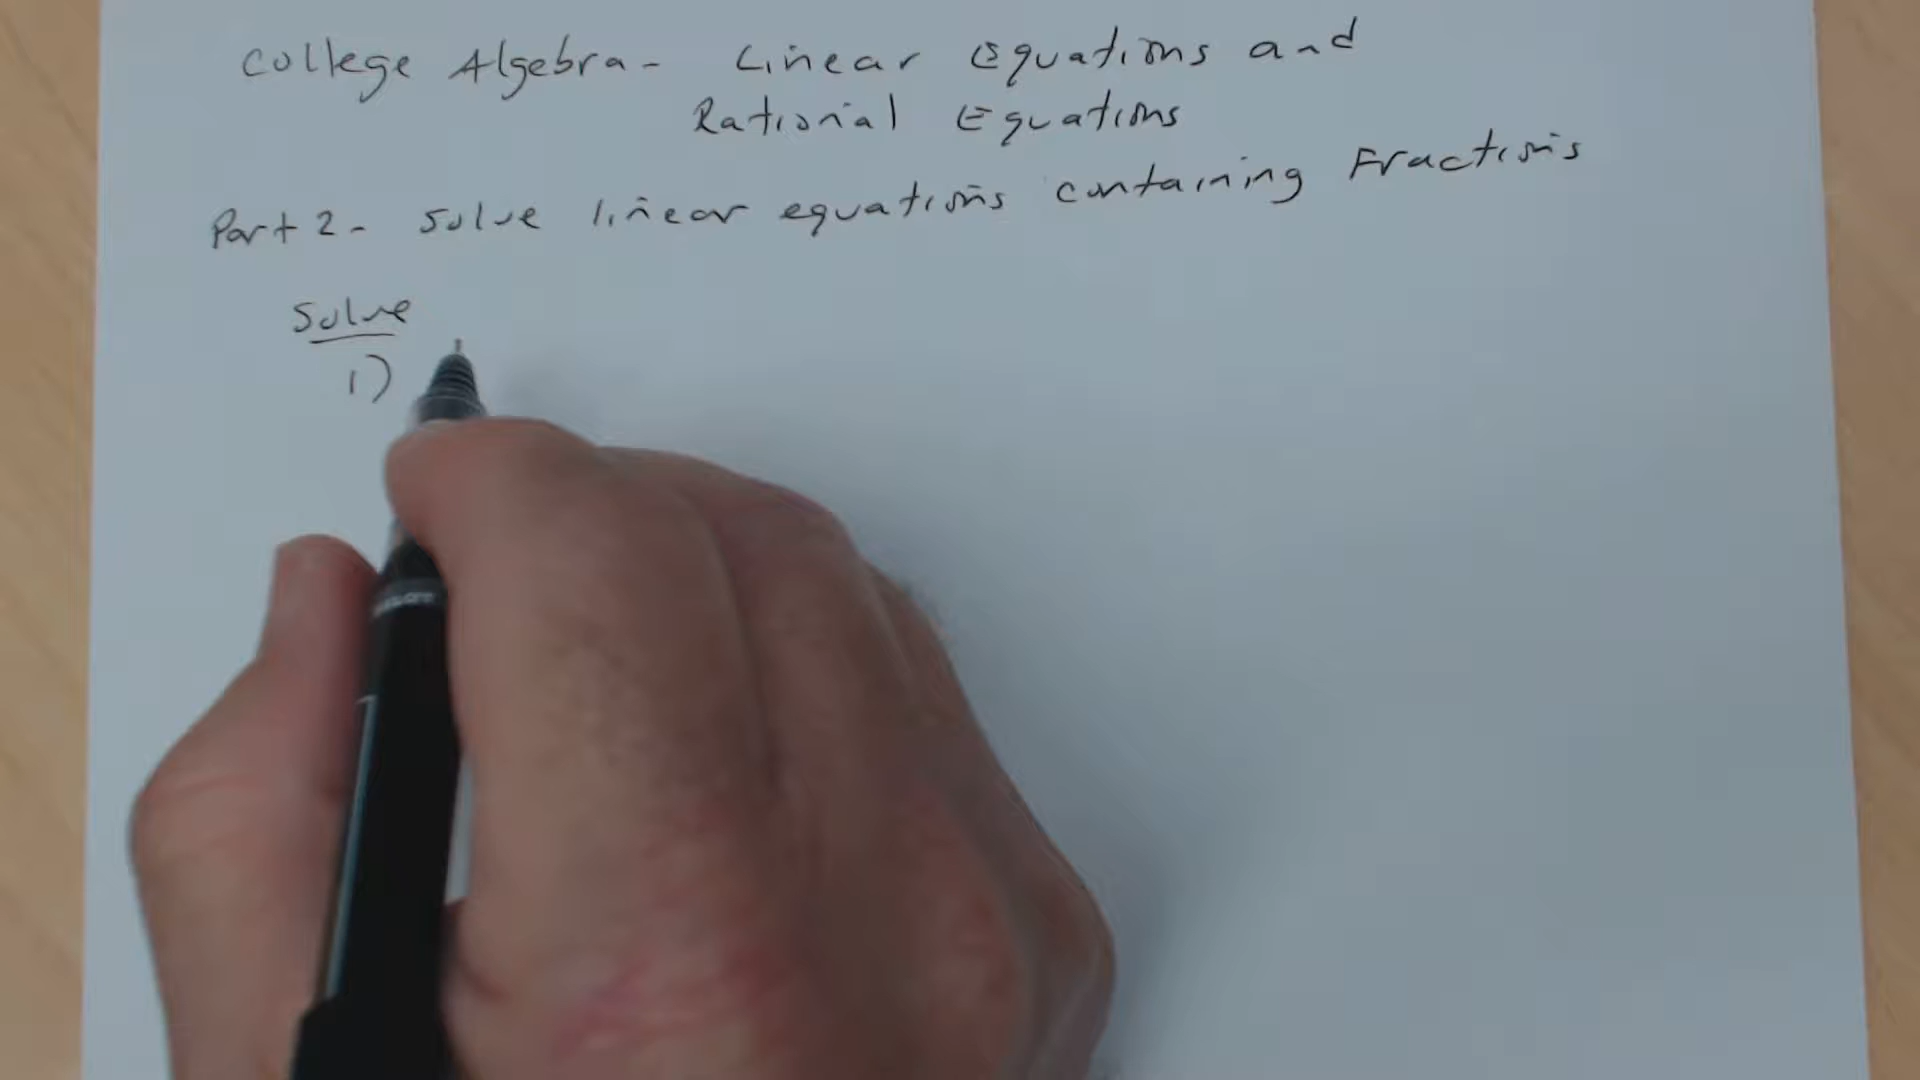 College Algebra - Linear Equations and
Rational Equations
Part 2 - Solve linear equations containing Fractions
Solve
1)